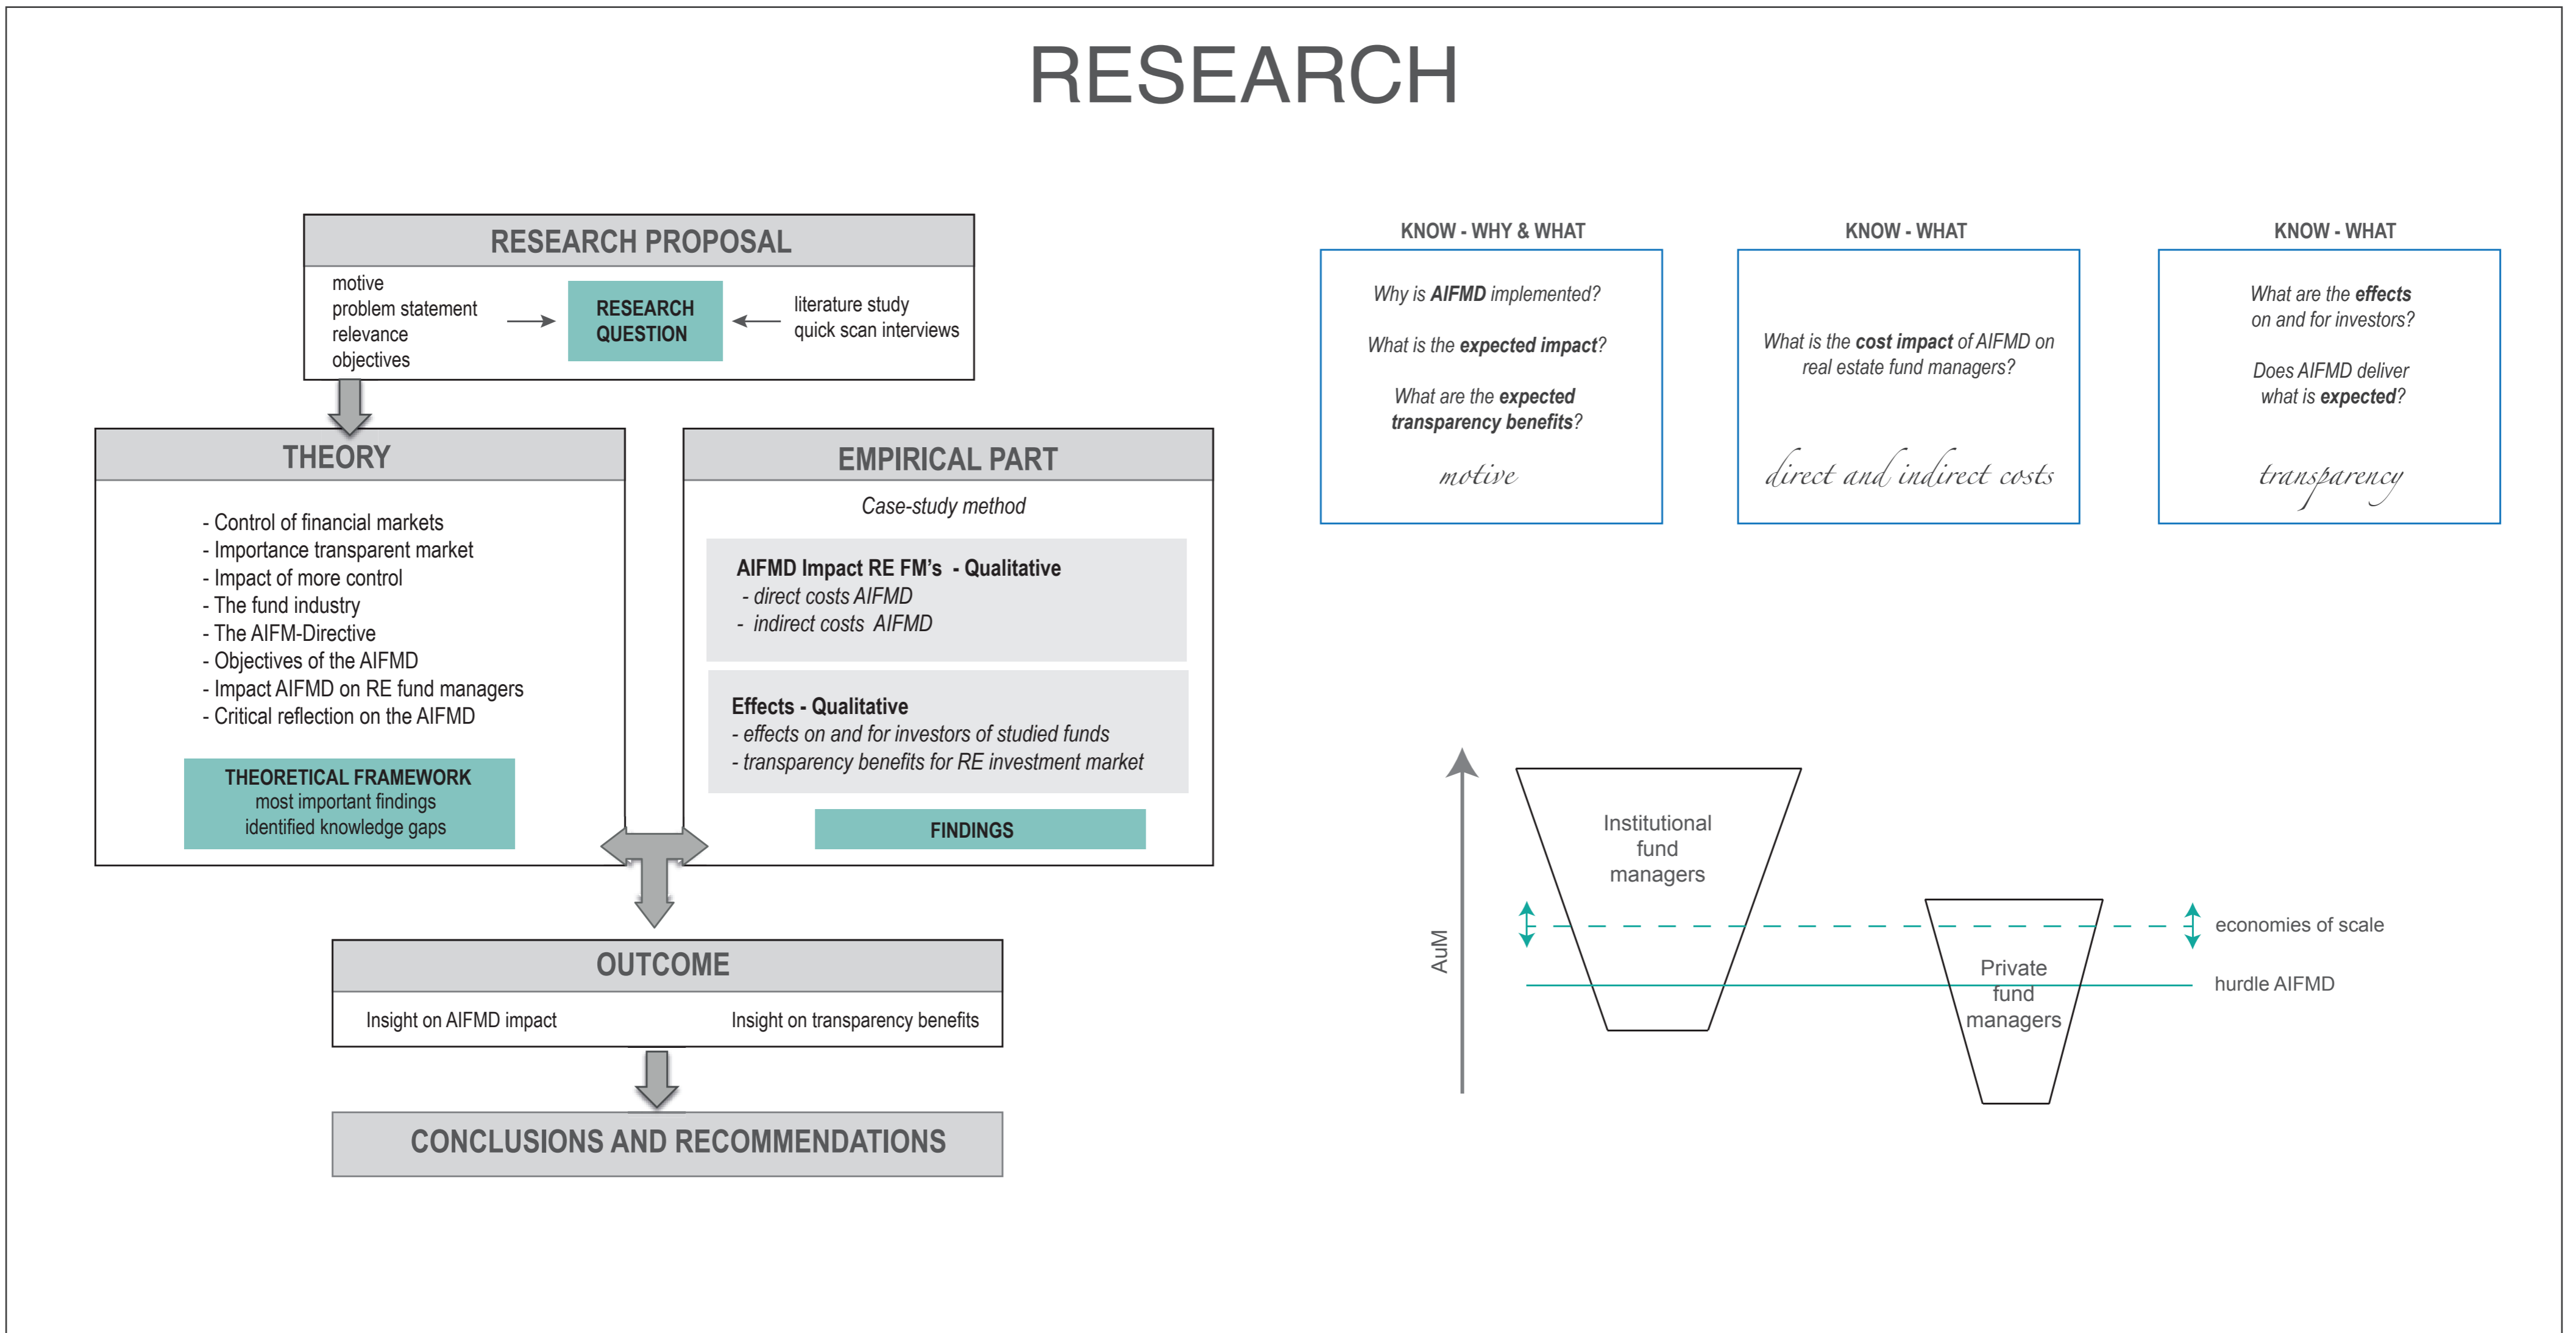 RESEARCH
RESEARCH PROPOSAL
motive
problem statement
relevance
objectives
RESEARCH
QUESTION
literature study
quick scan interviews
THEORY
- Control of financial markets
- Importance transparent market
- Impact of more control
- The fund industry
- The AIFM-Directive
- Objectives of the AIFMD
- Impact AIFMD on RE fund managers
- Critical reflection on the AIFMD
THEORETICAL FRAMEWORK
most important findings
identified knowledge gaps
EMPIRICAL PART
Case-study method
AIFMD Impact RE FM's - Qualitative
- direct costs AIFMD
- indirect costs AIFMD
Effects - Qualitative
- effects on and for investors of studied funds
- transparency benefits for RE investment market
FINDINGS
OUTCOME
Insight on AIFMD impact
Insight on transparency benefits
CONCLUSIONS AND RECOMMENDATIONS
KNOW - WHY & WHAT
Why is AIFMD implemented?
What is the expected impact?
What are the expected
transparency benefits?
motive
KNOW - WHAT
What is the cost impact of AIFMD on
real estate fund managers?
direct and indirect costs
KNOW - WHAT
What are the effects
on and for investors?
Does AIFMD deliver
what is expected?
transparency
AuM
Institutional
fund
managers
Private
fund
managers
economies of scale
hurdle AIFMD